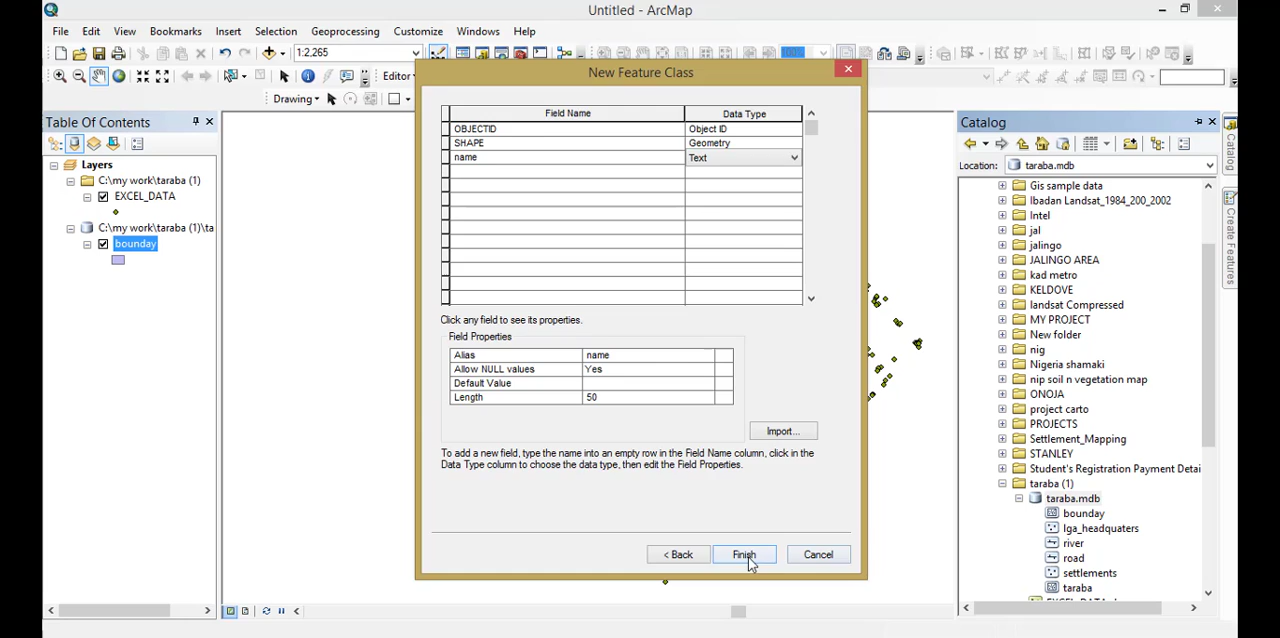 Untitled - ArcMap
File Edit View Bookmarks Insert Selection Geoprocessing Customize Windows Help
1:2,265
100%
Editor
Drawing
New Feature Class
Field Name Data Type
OBJECTID Object ID
SHAPE Geometry
name Text
Click any field to see its properties.
Field Properties
Alias name
Allow NULL values Yes
Default Value
Length 50
Import...
To add a new field, type the name into an empty row in the Field Name column, click in the
Data Type column to choose the data type, then edit the Field Properties.
< Back Finish Cancel
Table Of Contents
Layers
C:\my work\taraba (1)
EXCEL_DATA
C:\my work\taraba (1)\ta
bounday
Catalog
Location: taraba.mdb
Gis sample data
Ibadan Landsat_1984_200_2002
Intel
jal
jalingo
JALINGO AREA
kad metro
KELDOVE
landsat Compressed
MY PROJECT
New folder
nig
Nigeria shamaki
nip soil n vegetation map
ONOJA
project carto
PROJECTS
Settlement_Mapping
STANLEY
Student's Registration Payment Detai
taraba (1)
taraba.mdb
bounday
lga_headquaters
river
road
settlements
taraba
Catalog
Create Features